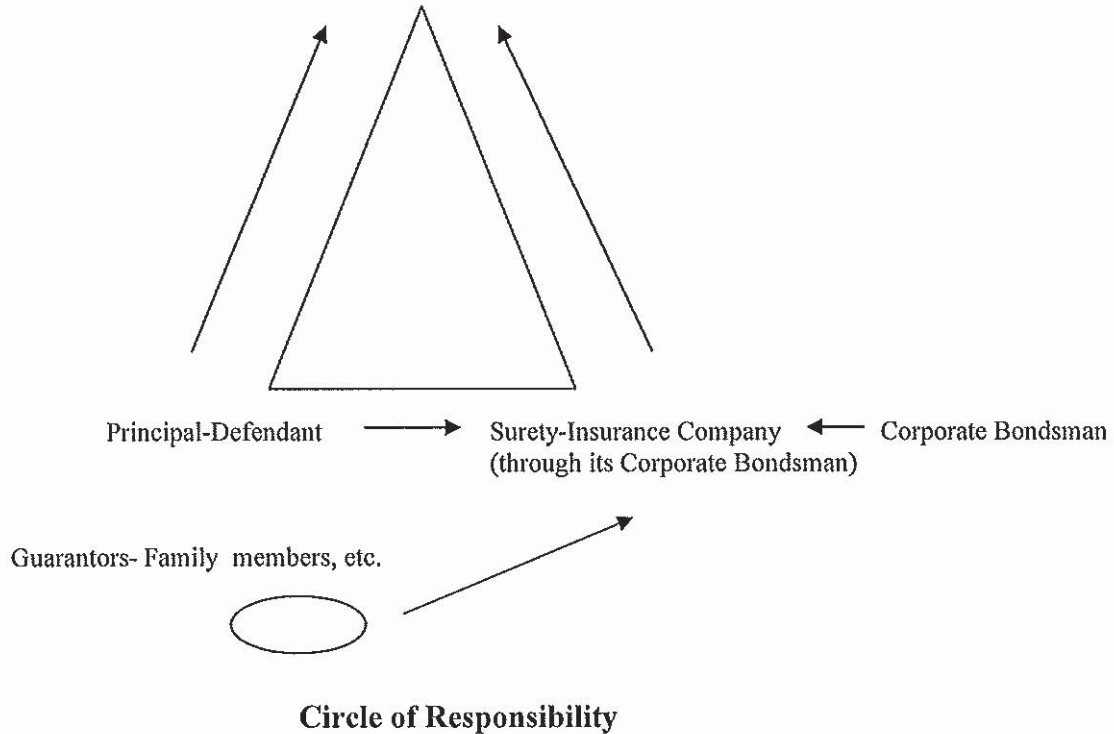 Principal-Defendant
Surety-Insurance Company
(through its Corporate Bondsman)
Corporate Bondsman
Guarantors- Family members, etc.
Circle of Responsibility